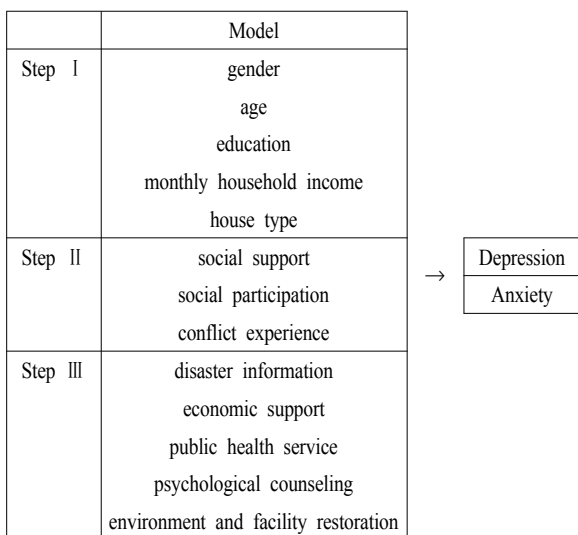 Model
Step Ⅰ gender
age
education
monthly household income
house type
Step Ⅱ social support
social participation
conflict experience
→ Depression
Anxiety
Step Ⅲ disaster information
economic support
public health service
psychological counseling
environment and facility restoration